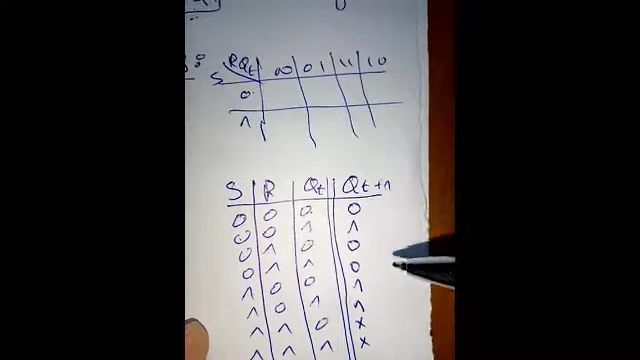 S RQt 00 01 11 10
0
1
S R Qt Qt+1
0 0 0 0
0 0 1 1
0 1 0 0
0 1 1 0
1 0 0 1
1 0 1 1
1 1 0 x
1 1 1 x